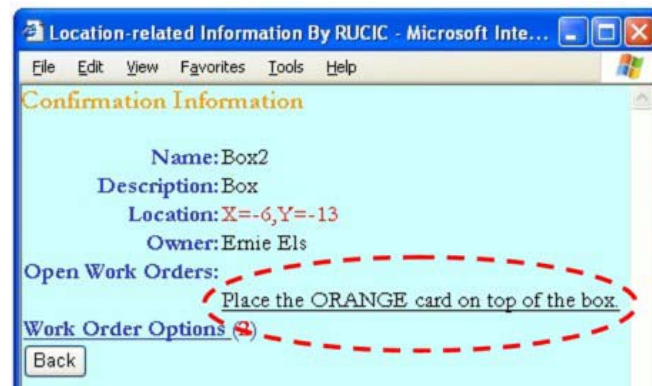 Location-related Information By RUCIC - Microsoft Inte...
File Edit View Favorites Tools Help
Confirmation Information
Name: Box2
Description: Box
Location: X=-6,Y=-13
Owner: Ernie Els
Open Work Orders:
Place the ORANGE card on top of the box.
Work Order Options (2)
Back